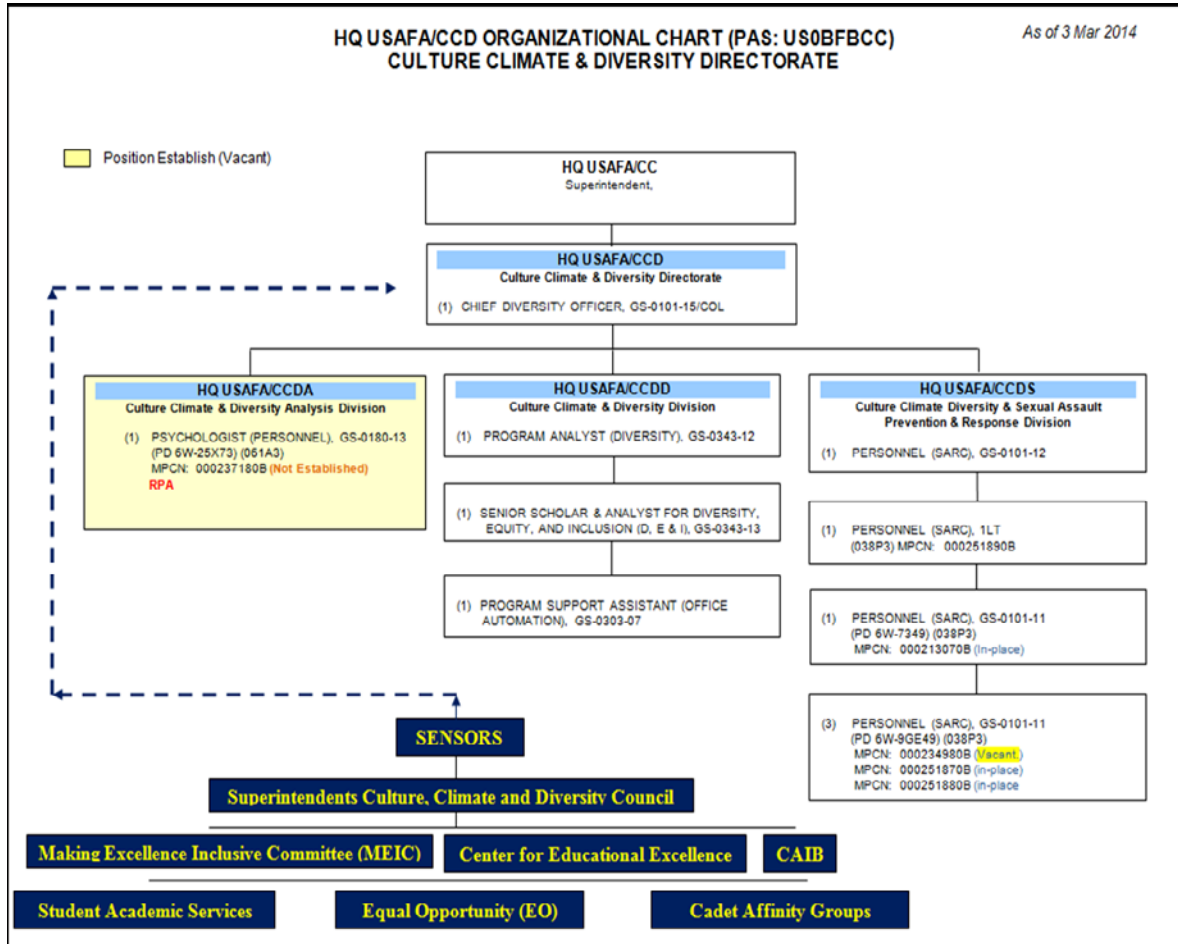 HQ USAFA/CCD ORGANIZATIONAL CHART (PAS: US0BFBCC)
CULTURE CLIMATE & DIVERSITY DIRECTORATE
As of 3 Mar 2014
Position Establish (Vacant)
HQ USAFA/CC
Superintendent,
HQ USAFA/CCD
Culture Climate & Diversity Directorate
(1) CHIEF DIVERSITY OFFICER, GS-0101-15/COL
HQ USAFA/CCDA
Culture Climate & Diversity Analysis Division
(1) PSYCHOLOGIST (PERSONNEL), GS-0180-13
(PD 6W-25X73) (061A3)
MPCN: 000237180B (Not Established)
RPA
HQ USAFA/CCDD
Culture Climate & Diversity Division
(1) PROGRAM ANALYST (DIVERSITY), GS-0343-12
(1) SENIOR SCHOLAR & ANALYST FOR DIVERSITY,
EQUITY, AND INCLUSION (D, E & I), GS-0343-13
(1) PROGRAM SUPPORT ASSISTANT (OFFICE
AUTOMATION), GS-0303-07
HQ USAFA/CCDS
Culture Climate Diversity & Sexual Assault
Prevention & Response Division
(1) PERSONNEL (SARC), GS-0101-12
(1) PERSONNEL (SARC), 1LT
(038P3) MPCN: 000251890B
(1) PERSONNEL (SARC), GS-0101-11
(PD 6W-7349) (038P3)
MPCN: 000213070B (In-place)
(3) PERSONNEL (SARC), GS-0101-11
(PD 6W-9GE49) (038P3)
MPCN: 000234980B (Vacant.)
MPCN: 000251870B (in-place)
MPCN: 000251880B (in-place
SENSORS
Superintendents Culture, Climate and Diversity Council
Making Excellence Inclusive Committee (MEIC)
Center for Educational Excellence
CAIB
Student Academic Services
Equal Opportunity (EO)
Cadet Affinity Groups